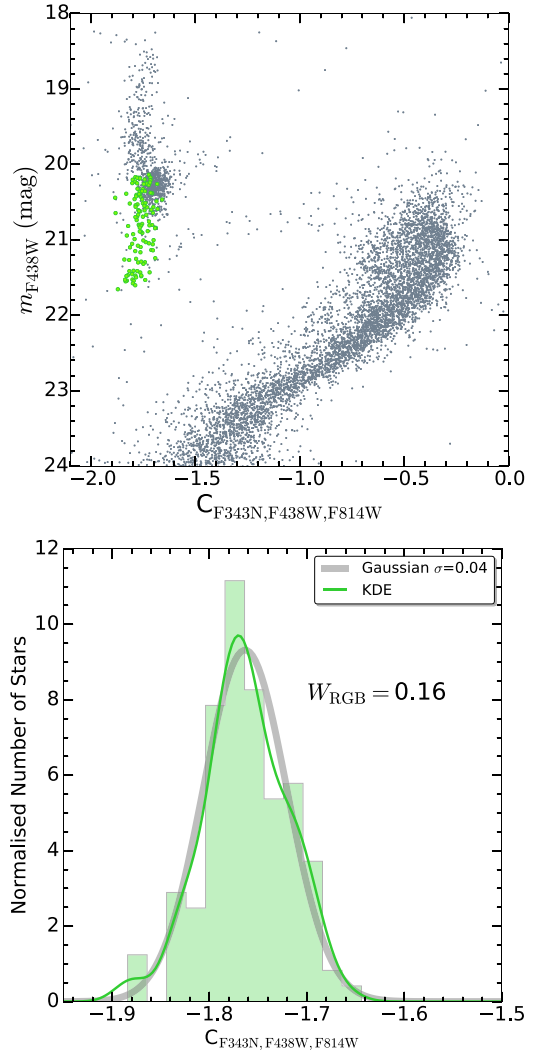 18
19
20
21
22
23
24
m_F438W (mag)
−2.0 −1.5 −1.0 −0.5 0.0
C_F343N,F438W,F814W
12
10
8
6
4
2
0
Normalised Number of Stars
Gaussian σ=0.04
KDE
W_RGB = 0.16
−1.9 −1.8 −1.7 −1.6 −1.5
C_F343N,F438W,F814W